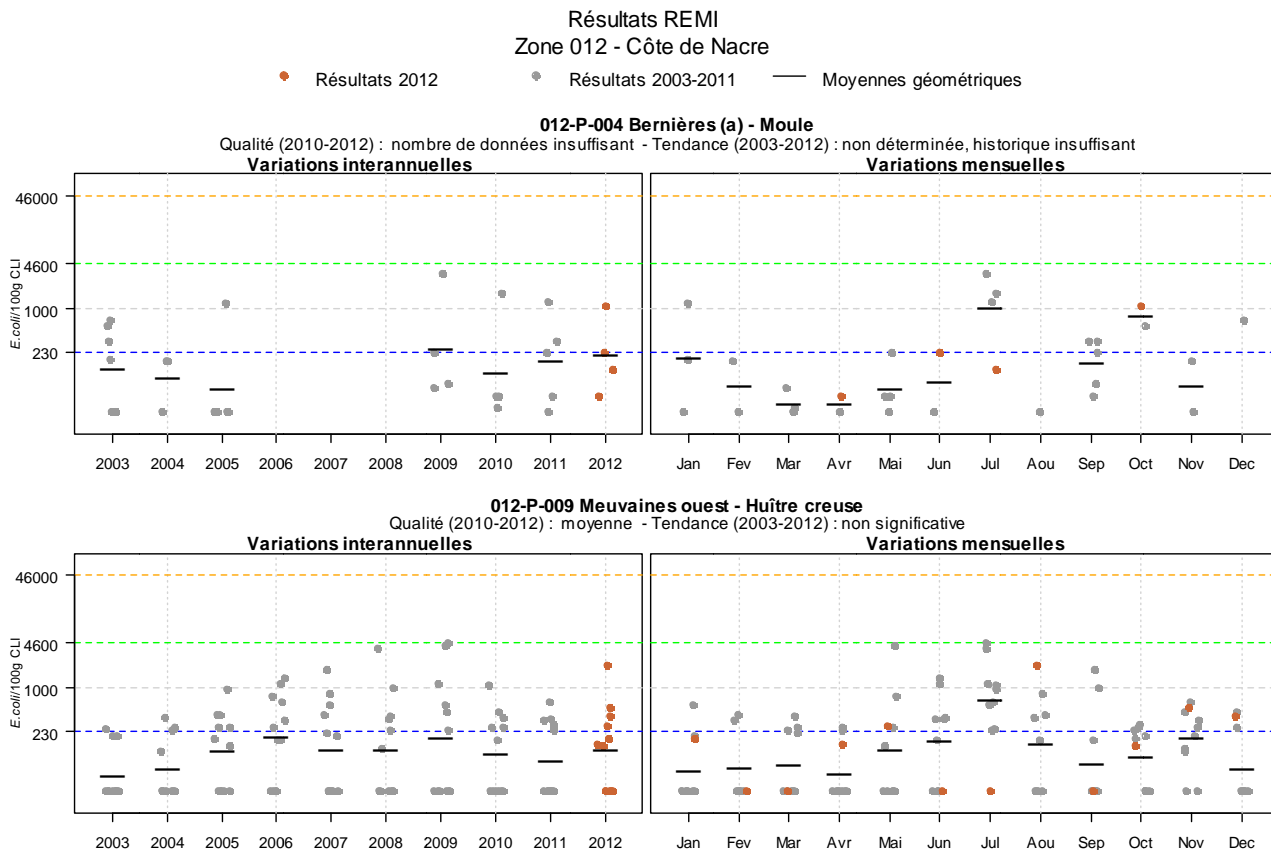 Résultats REMI
Zone 012 - Côte de Nacre
Résultats 2012 Résultats 2003-2011 Moyennes géométriques
012-P-004 Bernières (a) - Moule
Qualité (2010-2012) : nombre de données insuffisant - Tendance (2003-2012) : non déterminée, historique insuffisant
Variations interannuelles Variations mensuelles
46000
4600
1000
230
E.coli/100g CLI
2003 2004 2005 2006 2007 2008 2009 2010 2011 2012 Jan Fev Mar Avr Mai Jun Jul Aou Sep Oct Nov Dec
012-P-009 Meuvaines ouest - Huître creuse
Qualité (2010-2012) : moyenne - Tendance (2003-2012) : non significative
Variations interannuelles Variations mensuelles
46000
4600
1000
230
E.coli/100g CLI
2003 2004 2005 2006 2007 2008 2009 2010 2011 2012 Jan Fev Mar Avr Mai Jun Jul Aou Sep Oct Nov Dec